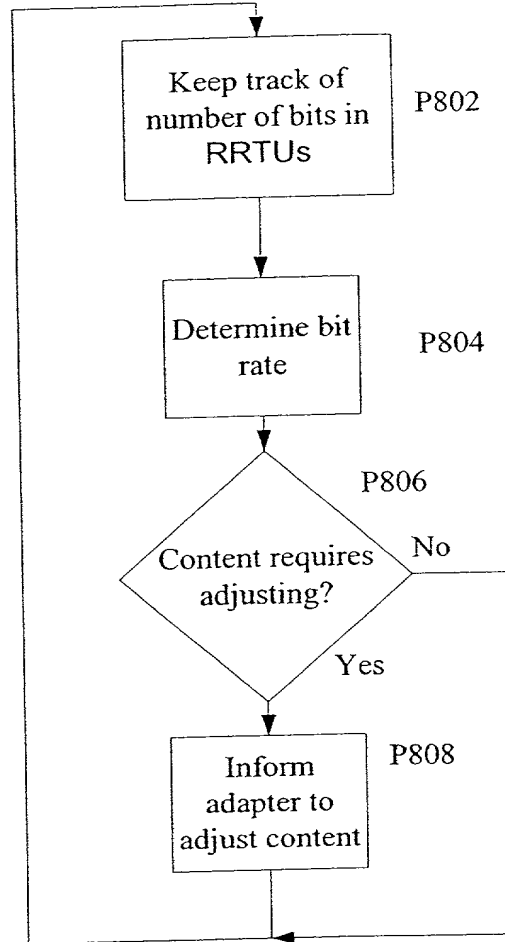 Keep track of
number of bits in
RRTUs
P802
Determine bit
rate
P804
P806
Content requires
adjusting?
No
Yes
P808
Inform
adapter to
adjust content